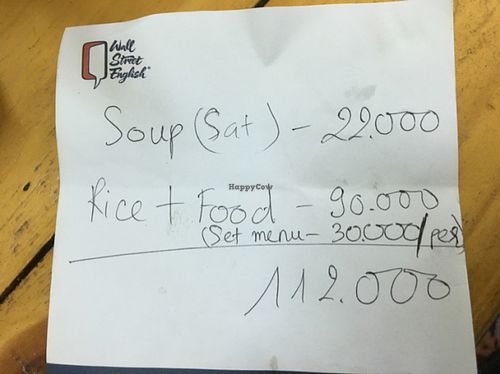 Wall
Street
English
Soup (Sat) - 22.000
HappyCow
Rice + Food - 90.000
(Set menu - 30.000/per)
112.000